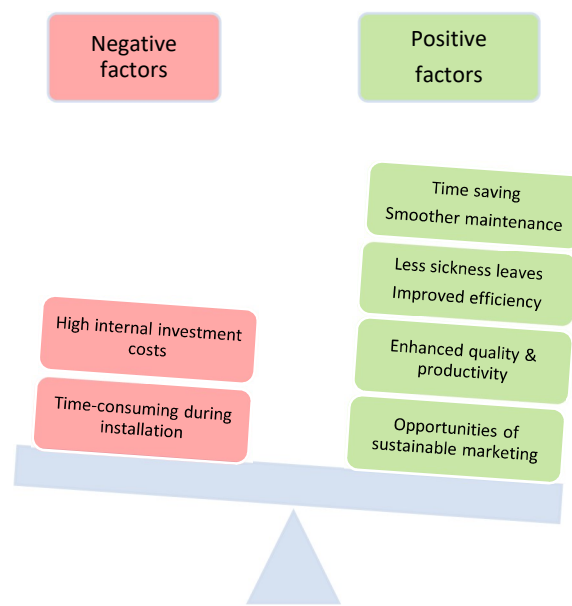 Negative
factors
Positive
factors
High internal investment
costs
Time-consuming during
installation
Time saving
Smoother maintenance
Less sickness leaves
Improved efficiency
Enhanced quality &
productivity
Opportunities of
sustainable marketing